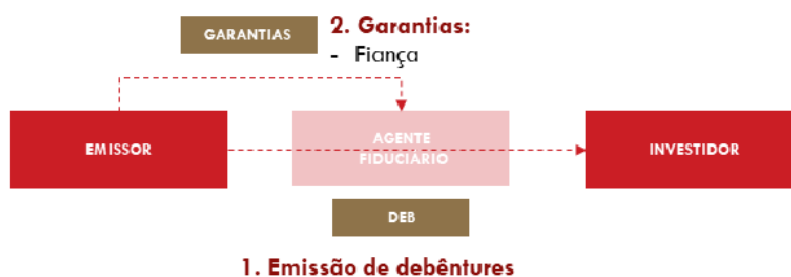 GARANTIAS
2. Garantias:
- Fiança
EMISSOR
AGENTE
FIDUCIÁRIO
INVESTIDOR
DEB
1. Emissão de debêntures